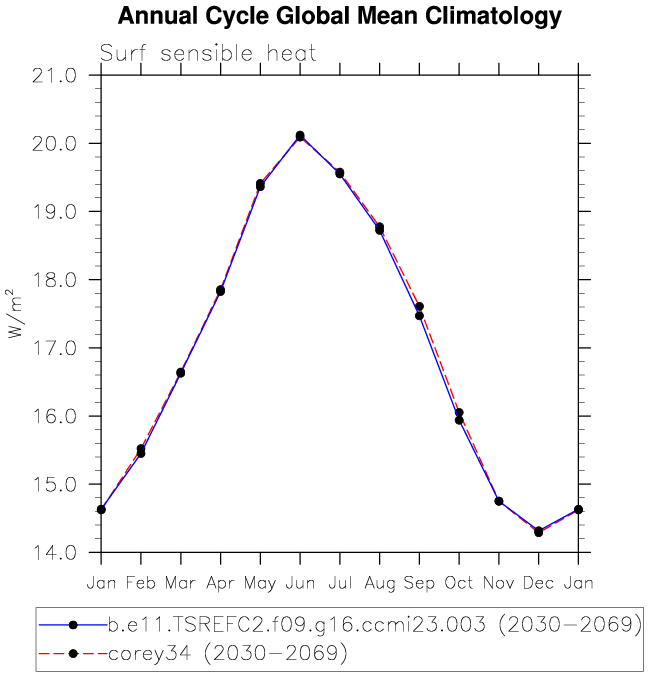 Annual Cycle Global Mean Climatology
Surf sensible heat
21.0
20.0
19.0
18.0
17.0
16.0
15.0
14.0
W/m²
Jan Feb Mar Apr May Jun Jul Aug Sep Oct Nov Dec Jan
b.e11.TSREFC2.f09.g16.ccmi23.003 (2030-2069)
corey34 (2030-2069)